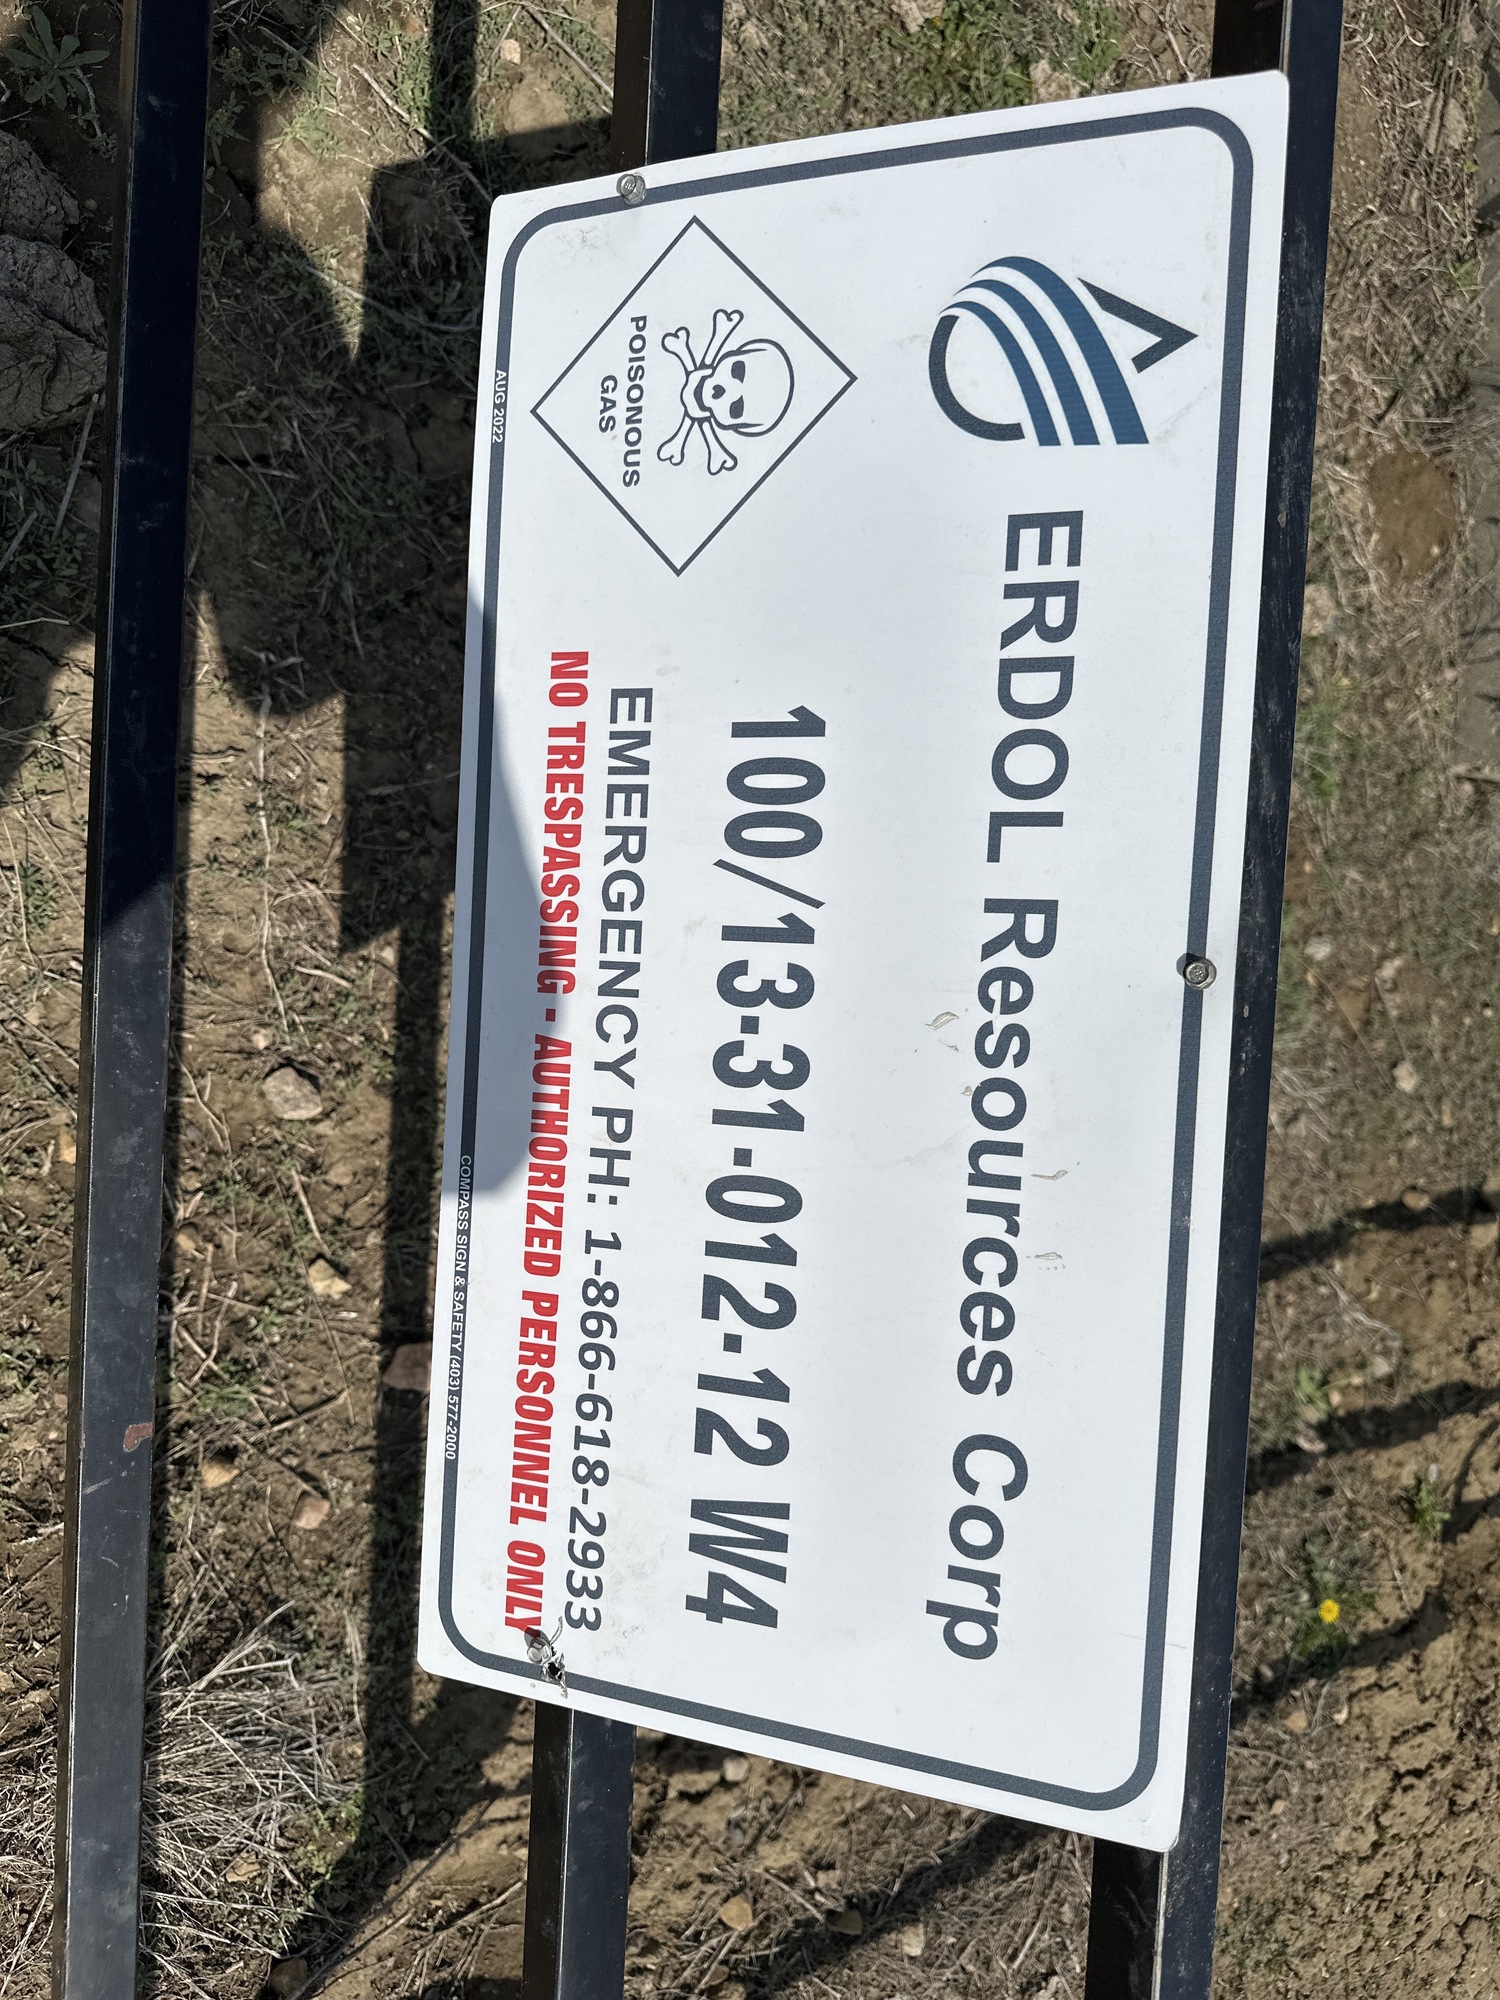 ERDOL Resources Corp
100/13-31-012-12 W4
POISONOUS
GAS
EMERGENCY PH: 1-866-618-2933
NO TRESPASSING - AUTHORIZED PERSONNEL ONLY
AUG 2022
COMPASS SIGN & SAFETY (403) 577-2000